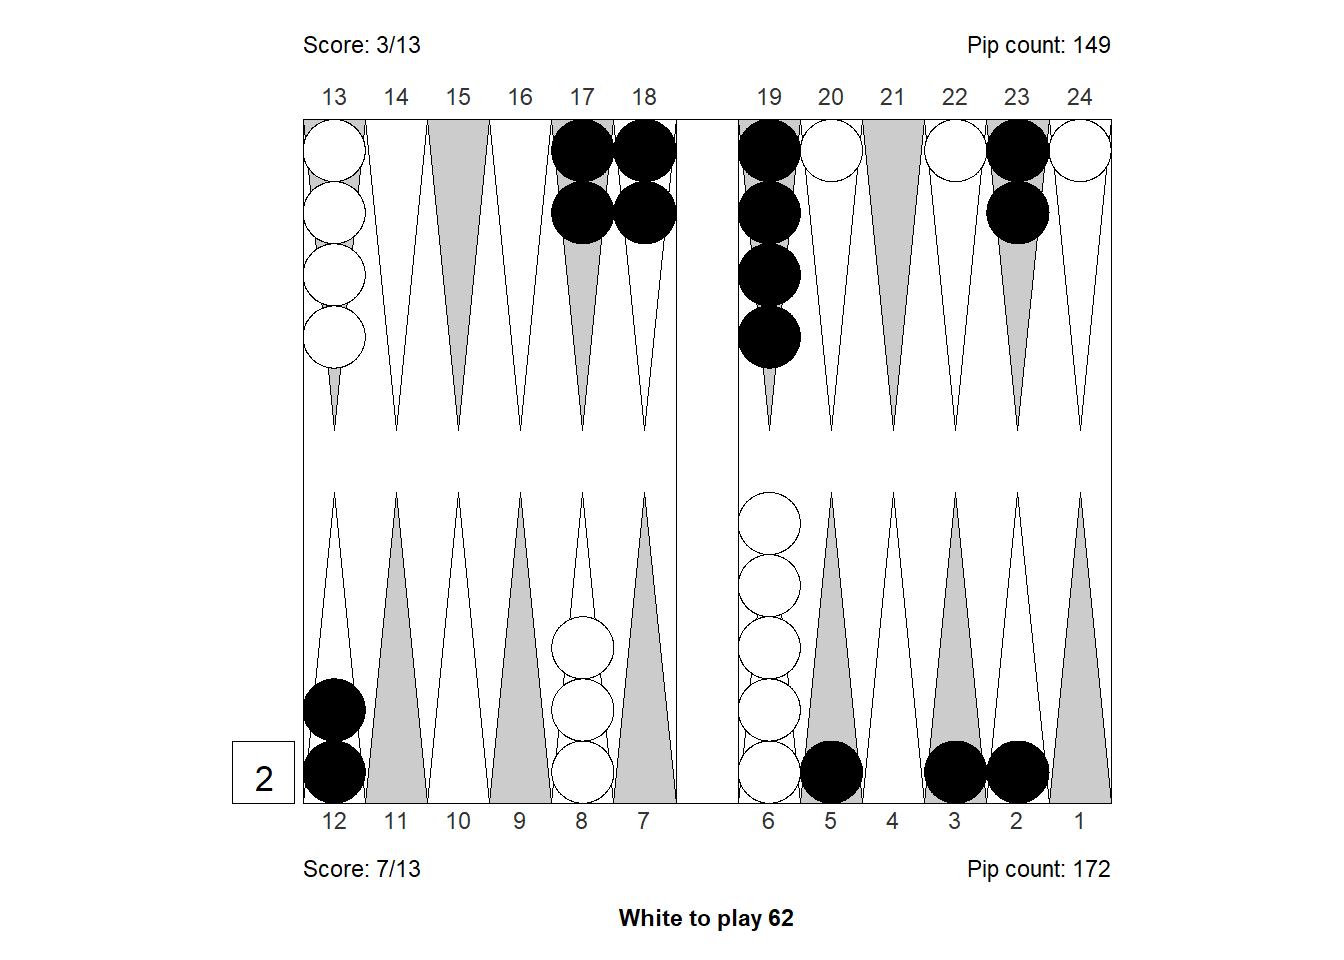 Score: 3/13 Pip count: 149
13 14 15 16 17 18 19 20 21 22 23 24
2
12 11 10 9 8 7 6 5 4 3 2 1
Score: 7/13 Pip count: 172
White to play 62